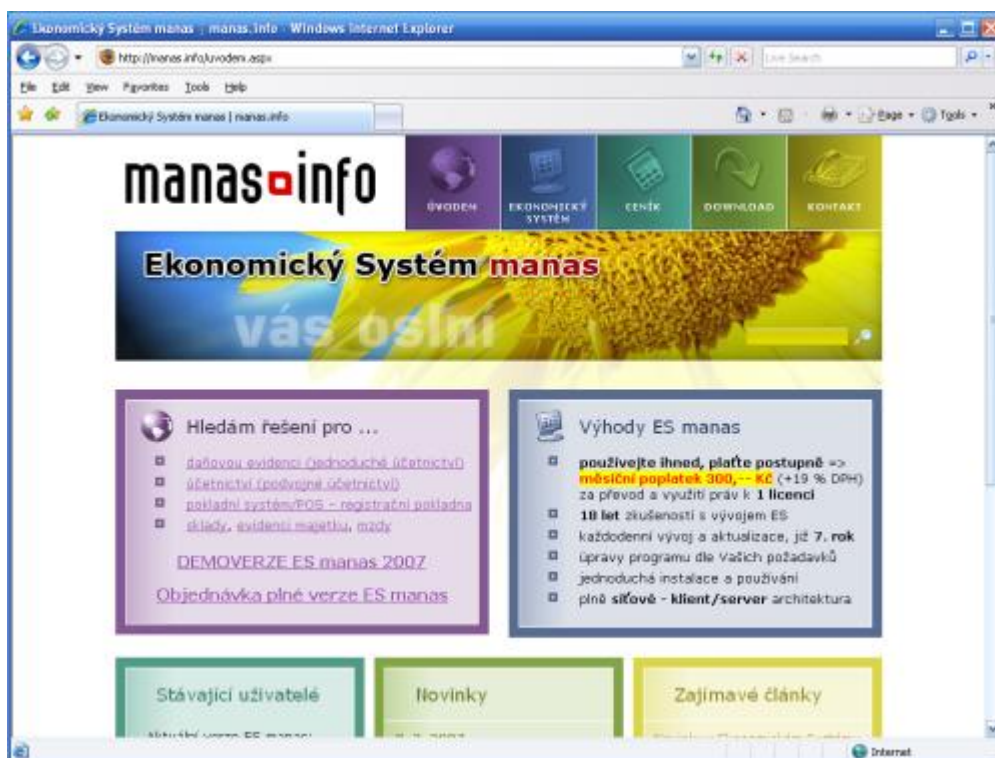 Ekonomický Systém manas | manas.info - Windows Internet Explorer
http://manas.info/uvodem.aspx
Live Search
File Edit View Favorites Tools Help
Ekonomický Systém manas | manas.info
Page Tools
manas info
ÚVODEM
EKONOMICKÝ SYSTÉM
CENÍK
DOWNLOAD
KONTAKT
Ekonomický Systém manas
vás oslní
Hledám řešení pro ...
daňovou evidenci (jednoduché účetnictví)
účetnictví (podvojné účetnictví)
pokladní systém/POS - registrační pokladna
sklady, evidenci majetku, mzdy
DEMOVERZE ES manas 2007
Objednávka plné verze ES manas
Výhody ES manas
používejte ihned, plaťte postupně =>
měsíční poplatek 300,-- Kč (+19 % DPH)
za převod a využití práv k 1 licenci
18 let zkušeností s vývojem ES
každodenní vývoj a aktualizace, již 7. rok
úpravy programu dle Vašich požadavků
jednoduchá instalace a používání
plně síťové - klient/server architektura
Stávající uživatelé
Aktuální verze ES manas:
Novinky
Zajímavé články
Internet